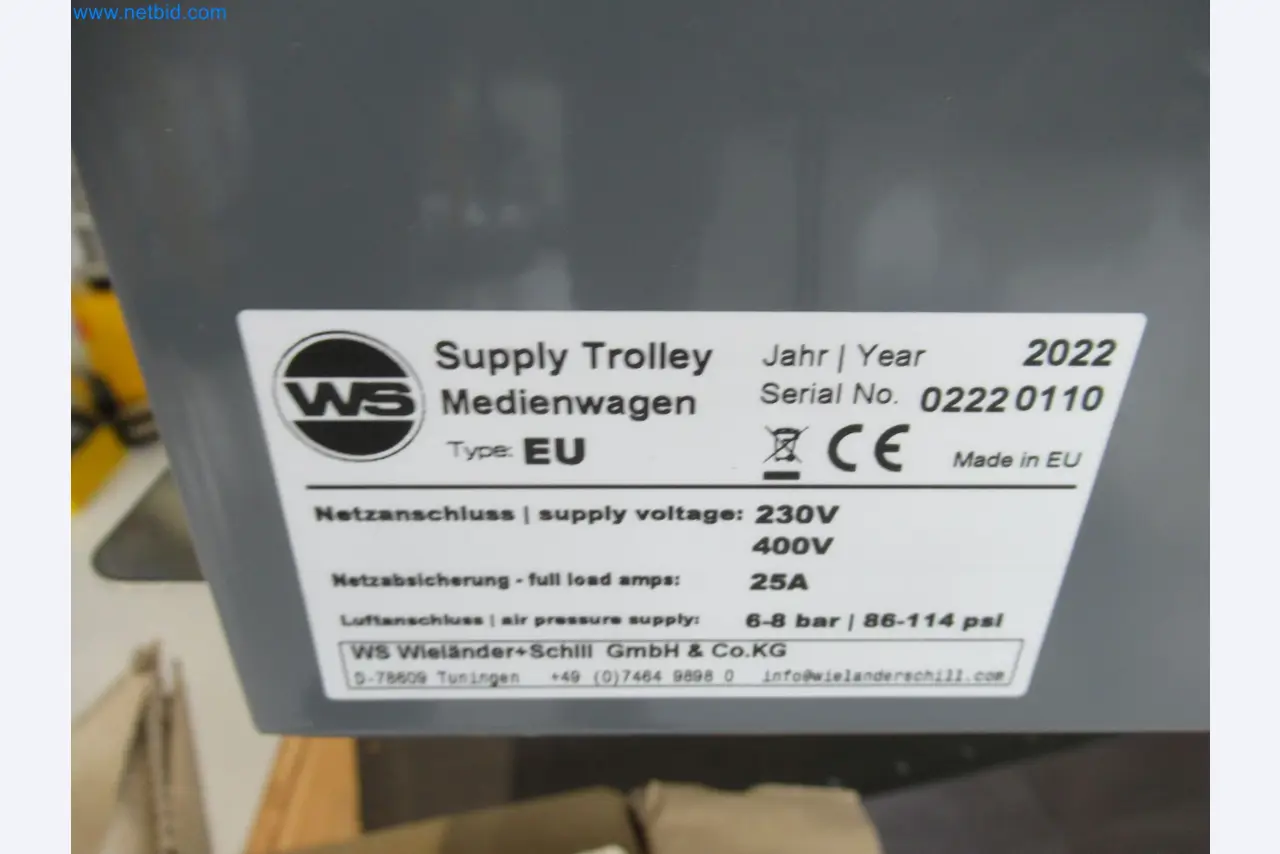 www.netbid.com
WS
Supply Trolley
Medienwagen
Type: EU
Jahr | Year 2022
Serial No. 02220110
CE
Made in EU
Netzanschluss | supply voltage: 230V
400V
Netzabsicherung - full load amps: 25A
Luftanschluss | air pressure supply: 6-8 bar | 86-114 psi
WS Wieländer+Schill GmbH & Co.KG
D-78609 Tuningen +49 (0)7464 9898 0 info@wielanderschill.com